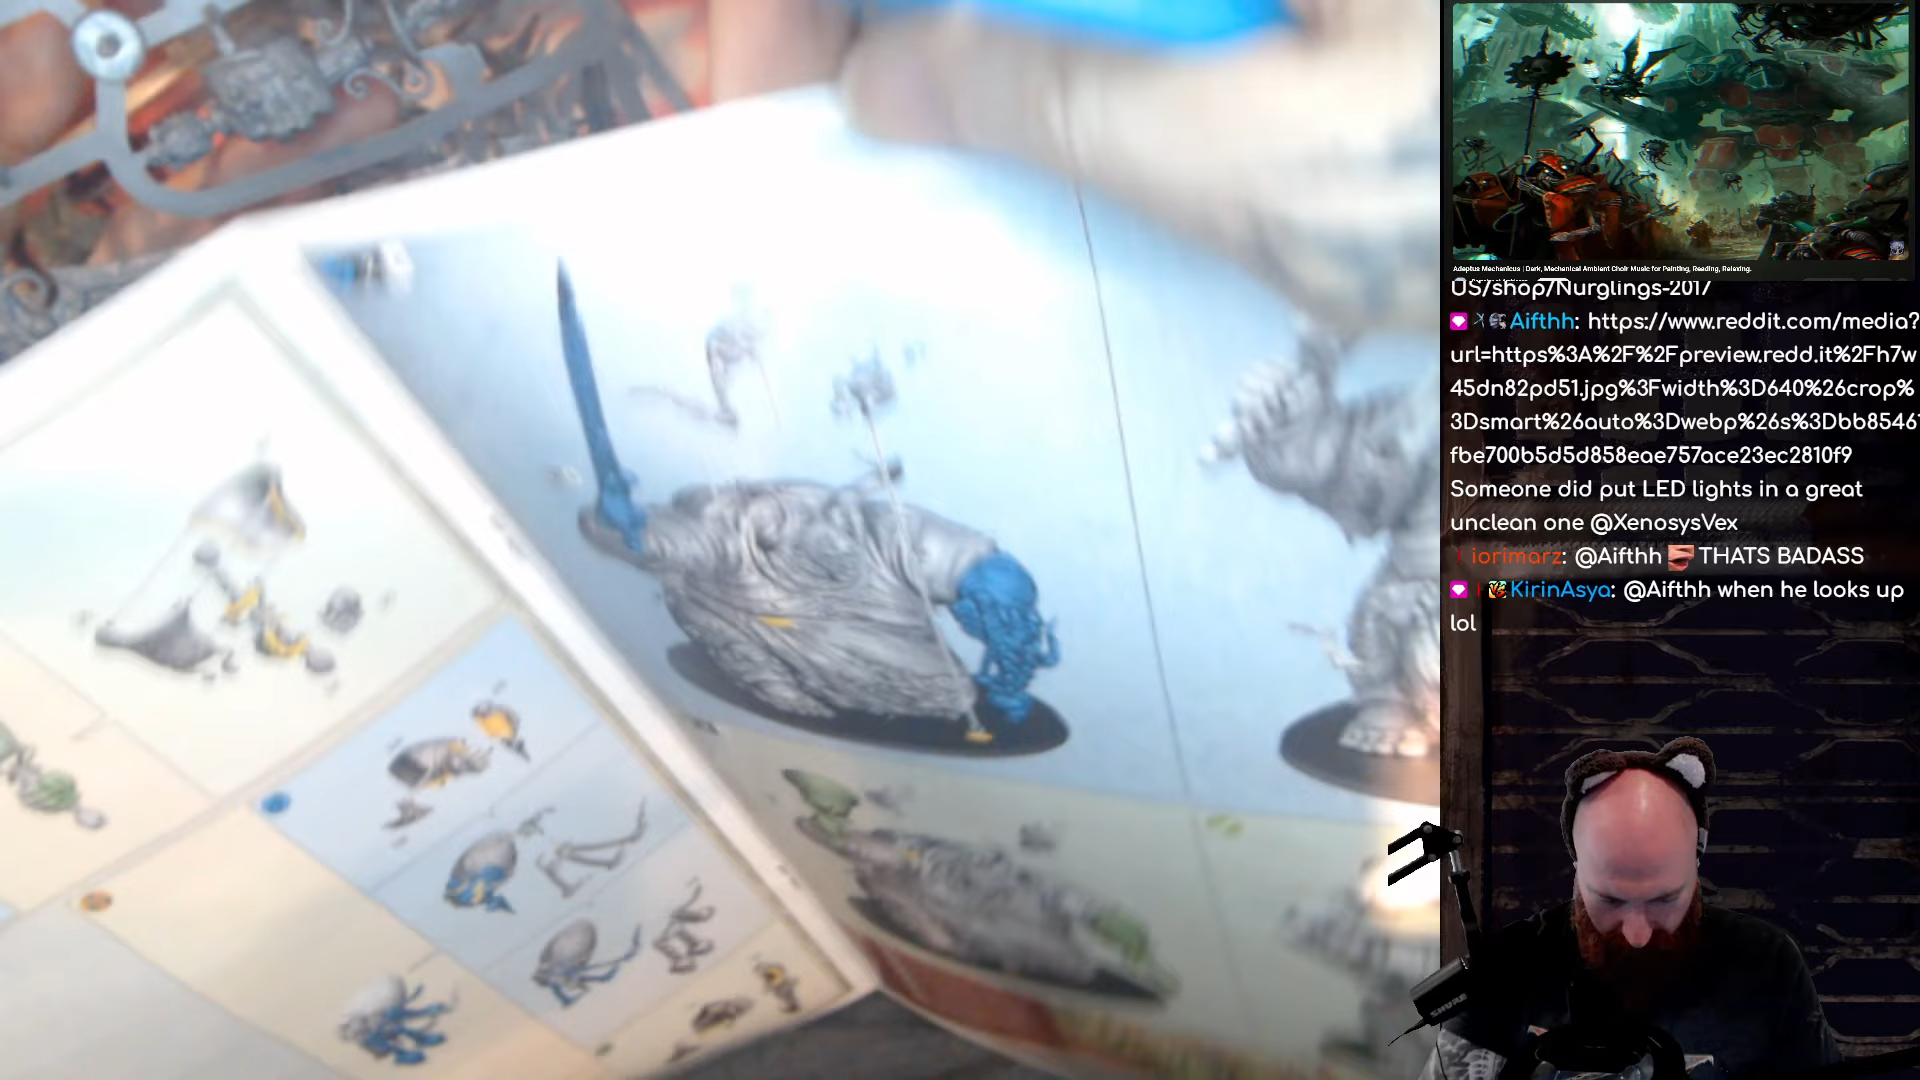 Adeptus Mechanicus | Dark, Mechanical Ambient Choir Music for Painting, Reading, Relaxing.
US/shop/Nurglings-2017
Aifthh: https://www.reddit.com/media?
url=https%3A%2F%2Fpreview.redd.it%2Fh7w
45dn82pd51.jpg%3Fwidth%3D640%26crop%
3Dsmart%26auto%3Dwebp%26s%3Dbb85461
fbe700b5d5d858eae757ace23ec2810f9
Someone did put LED lights in a great
unclean one @XenosysVex
iorimarz: @Aifthh THATS BADASS
KirinAsya: @Aifthh when he looks up
lol
SHURE